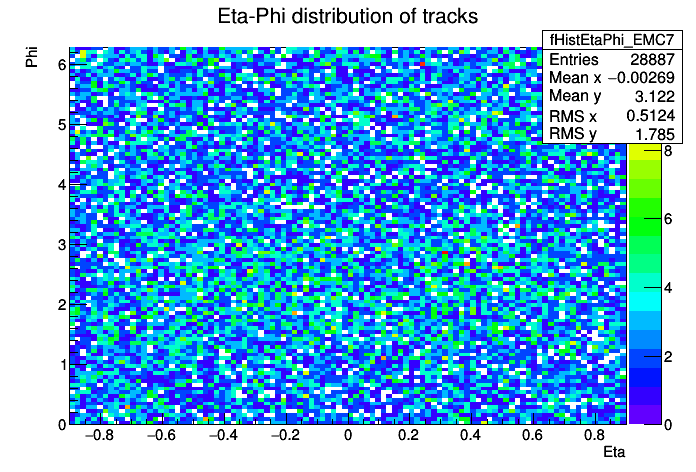 Eta-Phi distribution of tracks
fHistEtaPhi_EMC7
Entries 28887
Mean x −0.00269
Mean y 3.122
RMS x 0.5124
RMS y 1.785
Phi
6
5
4
3
2
1
0
8
6
4
2
0
−0.8 −0.6 −0.4 −0.2 0 0.2 0.4 0.6 0.8
Eta